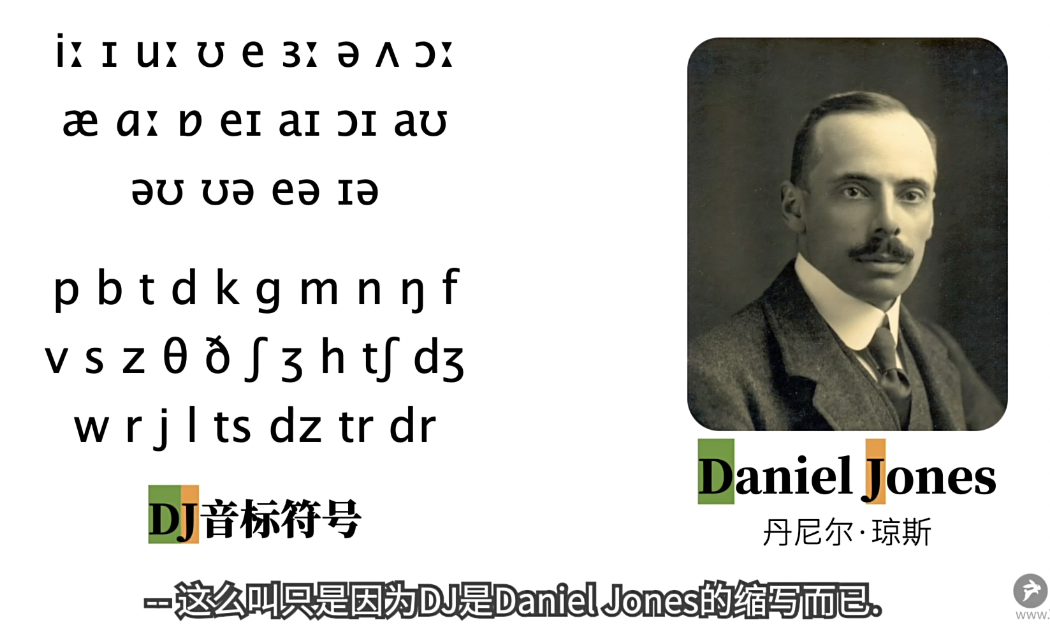 iː ɪ uː ʊ e ɜː ə ʌ ɔː
æ ɑː ɒ eɪ aɪ ɔɪ aʊ
əʊ ʊə eə ɪə
p b t d k g m n ŋ f
v s z θ ð ʃ ʒ h tʃ dʒ
w r j l ts dz tr dr
DJ音标符号
Daniel Jones
丹尼尔·琼斯
-- 这么叫只是因为DJ是Daniel Jones的缩写而已.
www.